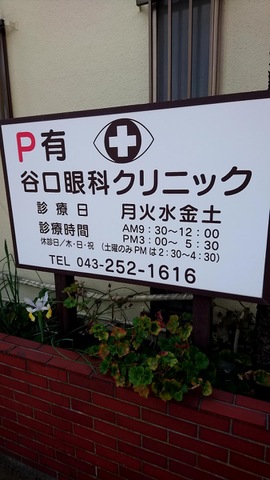 P有
谷口眼科クリニック
診療日 月火水金土
診療時間 AM9:30〜12:00
PM3:00〜 5:30
休診日/木・日・祝 (土曜のみPMは2:30〜4:30)
TEL 043-252-1616